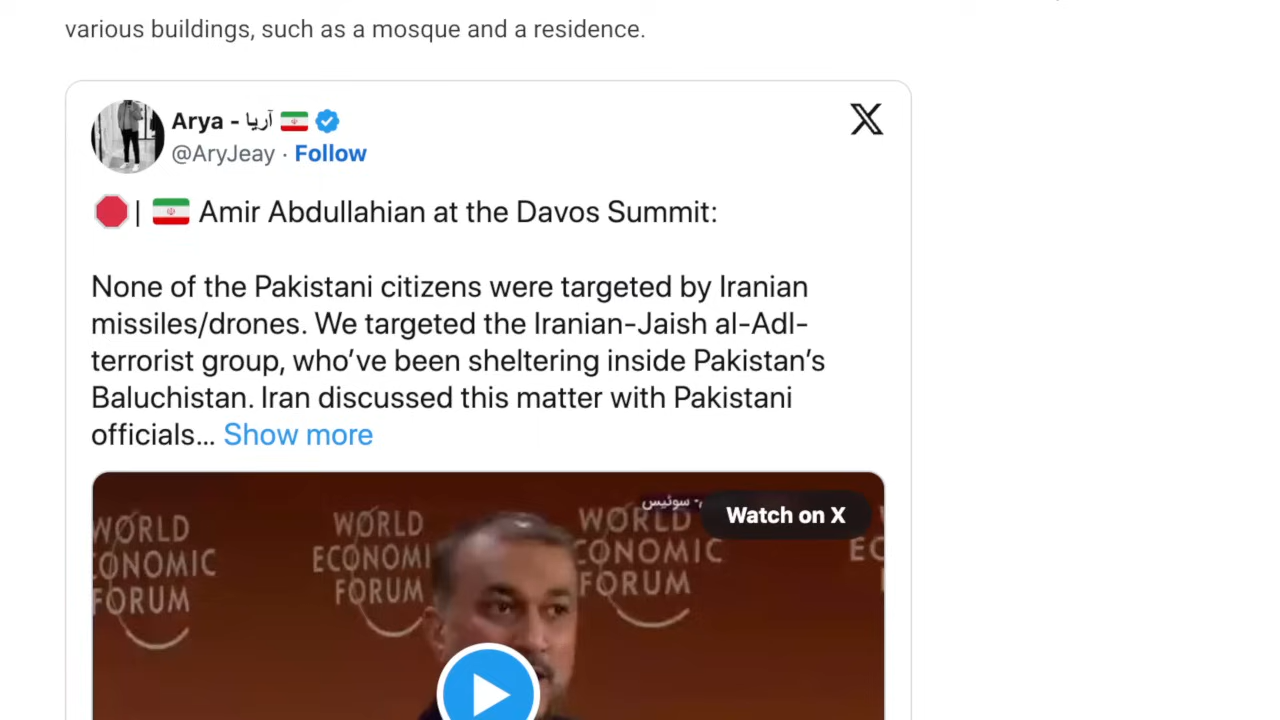 various buildings, such as a mosque and a residence.
Arya - آریا
@AryJeay · Follow
| Amir Abdullahian at the Davos Summit:
None of the Pakistani citizens were targeted by Iranian
missiles/drones. We targeted the Iranian-Jaish al-Adl-
terrorist group, who've been sheltering inside Pakistan's
Baluchistan. Iran discussed this matter with Pakistani
officials... Show more
سوئیس -
Watch on X
WORLD
ECONOMIC
FORUM
WORLD
ECONOMI
FORUM
WORLD
ECONOMIC
FORUM
EC